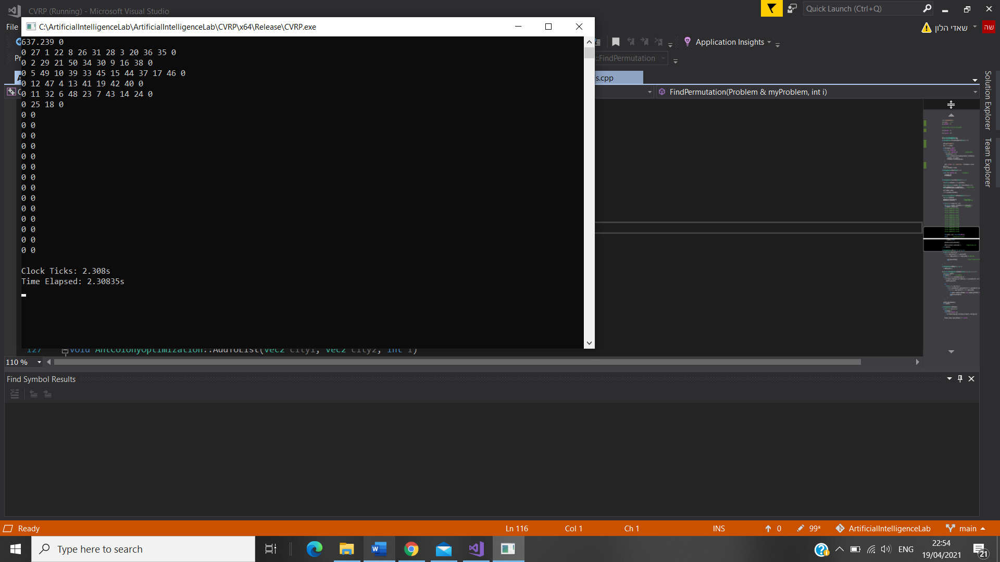 CVRP (Running) - Microsoft Visual Studio
Quick Launch (Ctrl+Q)
File
C:\ArtificialIntelligenceLab\ArtificialIntelligenceLab\CVRP\x64\Release\CVRP.exe
שאדי הלון
שה
637.239 0
0 27 1 22 8 26 31 28 3 20 36 35 0
0 2 29 21 50 34 30 9 16 38 0
0 5 49 10 39 33 45 15 44 37 17 46 0
0 12 47 4 13 41 19 42 40 0
0 11 32 6 48 23 7 43 14 24 0
0 25 18 0
0 0
0 0
0 0
0 0
0 0
0 0
0 0
0 0
0 0
0 0
0 0
0 0
0 0
0 0
Clock Ticks: 2.308s
Time Elapsed: 2.30835s
Application Insights
Pr
::FindPermutation
s.cpp
FindPermutation(Problem & myProblem, int i)
Solution Explorer
Team Explorer
127 void AntColonyOptimization::AddToList(vec2 city1, vec2 city2, int i)
110 %
Find Symbol Results
Ready
Ln 116
Col 1
Ch 1
INS
0
99*
ArtificialIntelligenceLab
main
Type here to search
ENG
22:54
19/04/2021
21